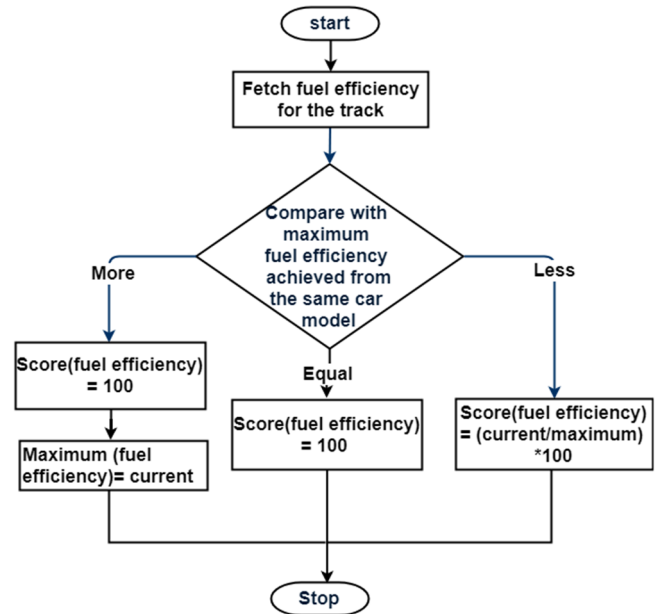 start
Fetch fuel efficiency
for the track
Compare with
maximum
fuel efficiency
achieved from
the same car
model
More
Less
Equal
Score(fuel efficiency)
= 100
Maximum (fuel
efficiency)= current
Score(fuel efficiency)
= 100
Score(fuel efficiency)
= (current/maximum)
*100
Stop